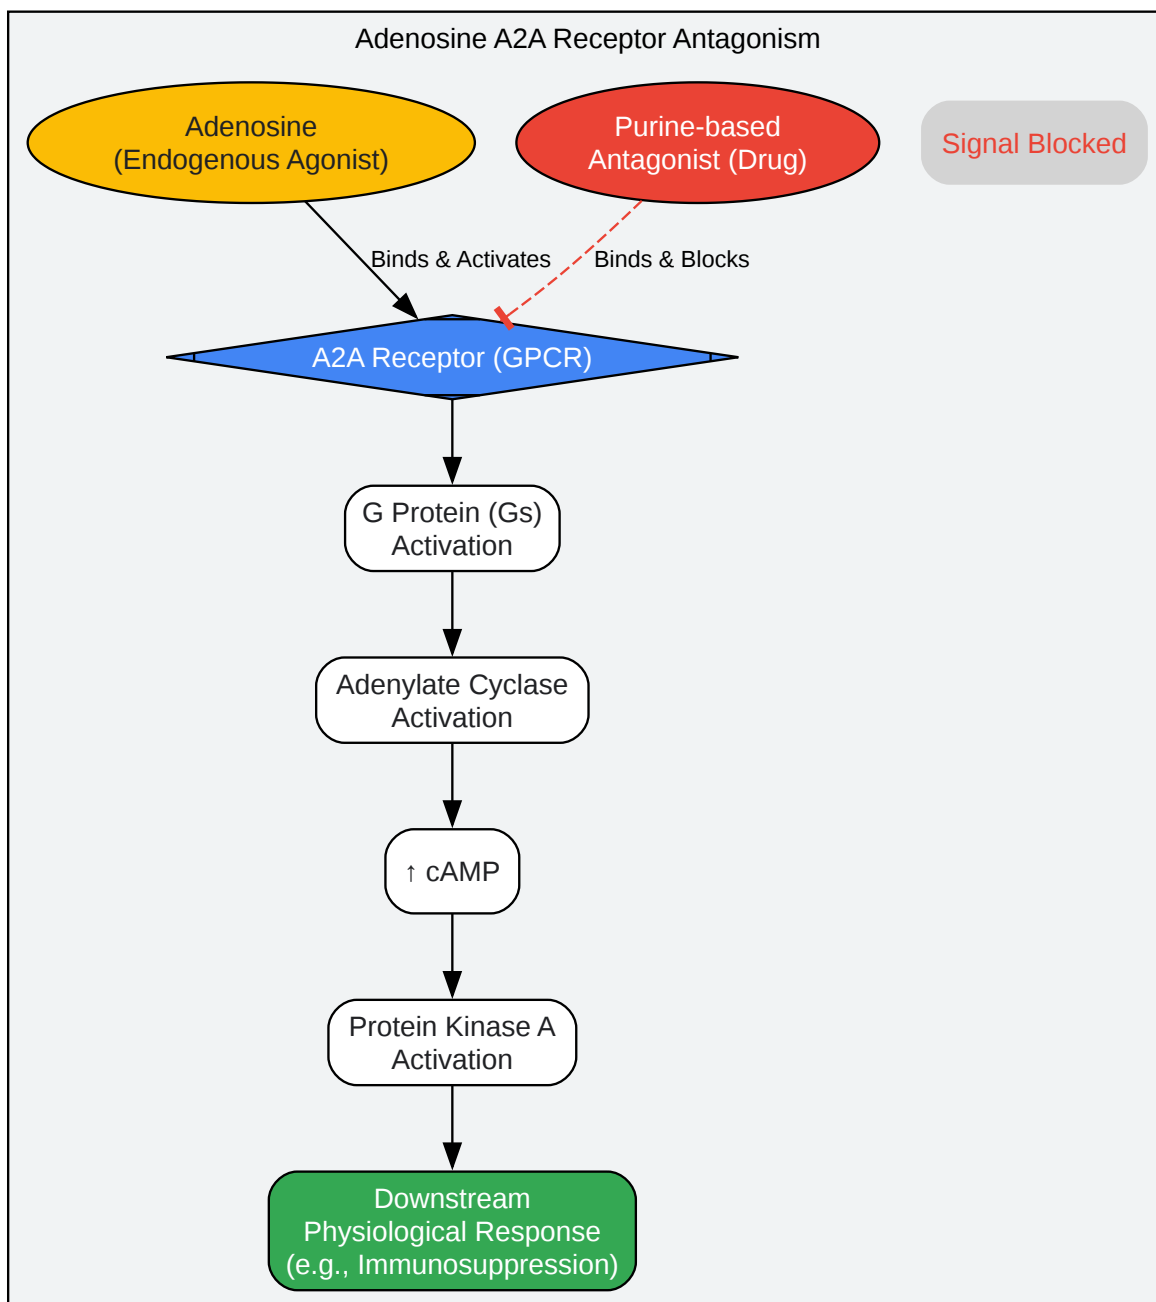 Adenosine A2A Receptor Antagonism
Adenosine
(Endogenous Agonist)
Purine-based
Antagonist (Drug)
Signal Blocked
Binds & Activates
Binds & Blocks
A2A Receptor (GPCR)
G Protein (Gs)
Activation
Adenylate Cyclase
Activation
↑ cAMP
Protein Kinase A
Activation
Downstream
Physiological Response
(e.g., Immunosuppression)